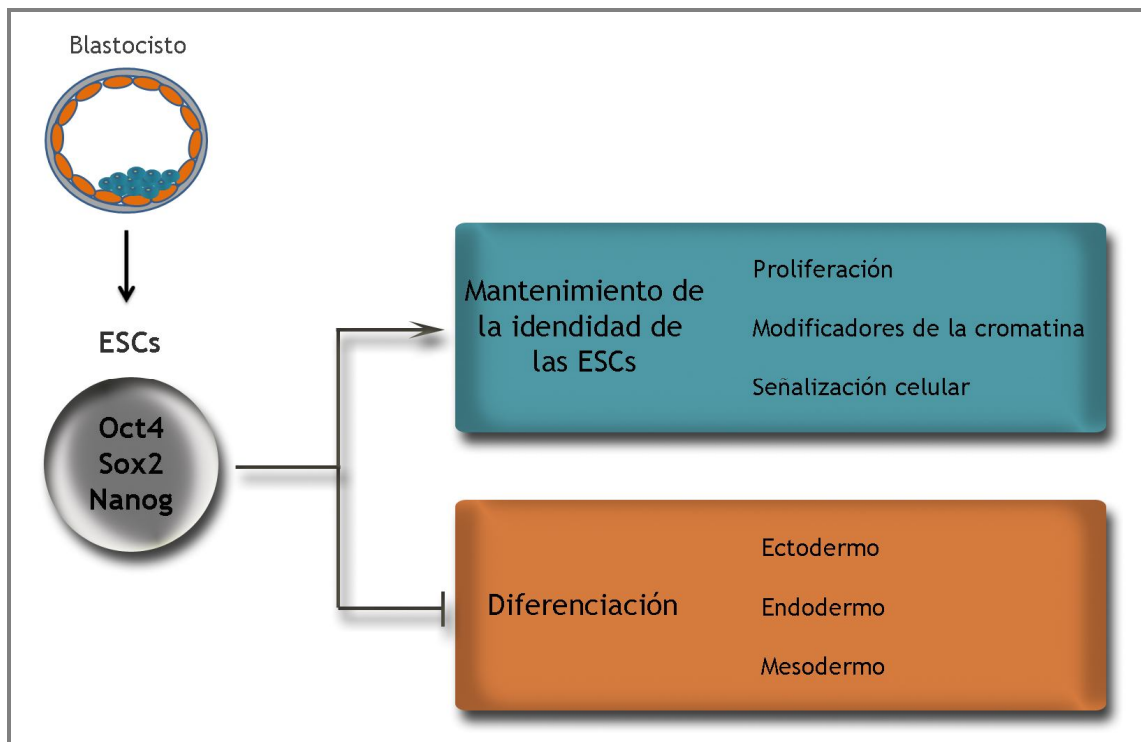 Blastocisto
ESCs
Oct4
Sox2
Nanog
Mantenimiento de
la idendidad de
las ESCs
Proliferación
Modificadores de la cromatina
Señalización celular
Diferenciación
Ectodermo
Endodermo
Mesodermo